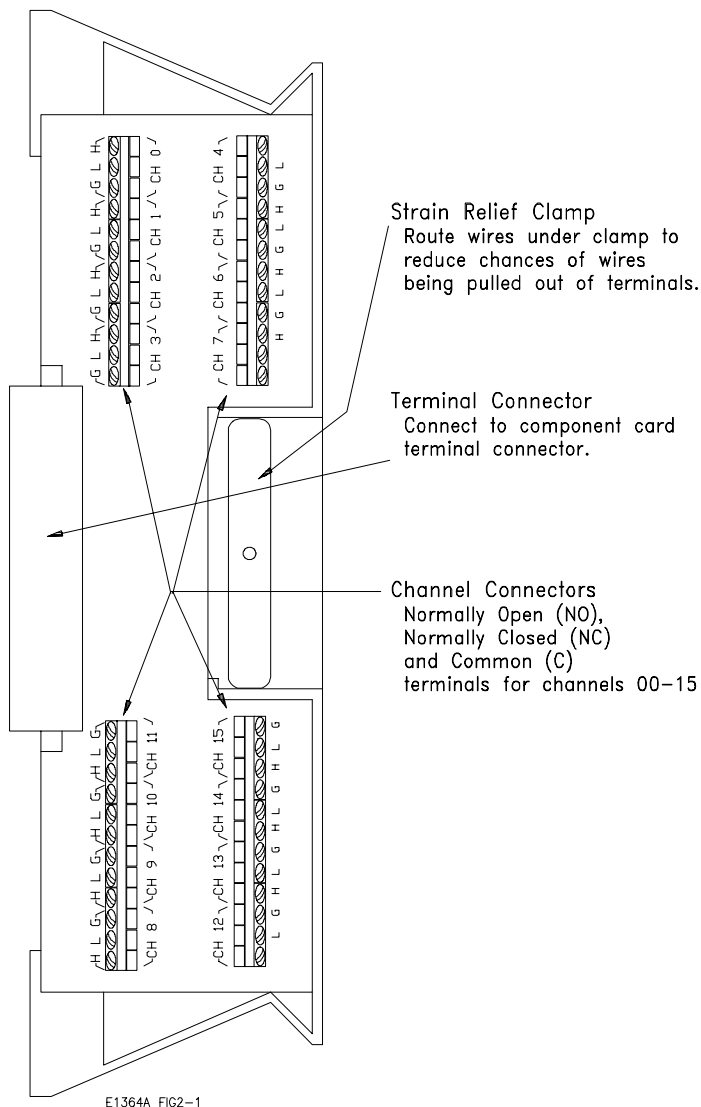 H L G H L G H L G H L G
CH 0
CH 1
CH 2
CH 3
CH 4
CH 5
CH 6
CH 7
L G H L G H L G H
Strain Relief Clamp
Route wires under clamp to
reduce chances of wires
being pulled out of terminals.
Terminal Connector
Connect to component card
terminal connector.
Channel Connectors
Normally Open (NO),
Normally Closed (NC)
and Common (C)
terminals for channels 00-15
G L H G L H G L H G L H
CH 11
CH 10
CH 9
CH 8
CH 15
CH 14
CH 13
CH 12
G L H G L H G L H G L
E1364A FIG2-1